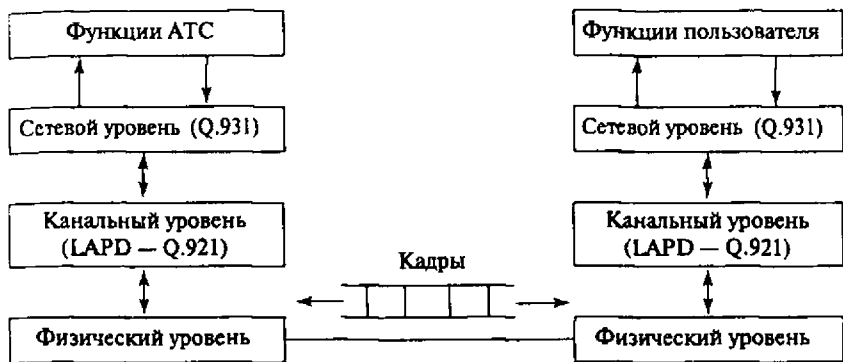 Функции АТС
Функции пользователя
Сетевой уровень (Q.931)
Сетевой уровень (Q.931)
Канальный уровень
(LAPD — Q.921)
Канальный уровень
(LAPD — Q.921)
Кадры
Физический уровень
Физический уровень